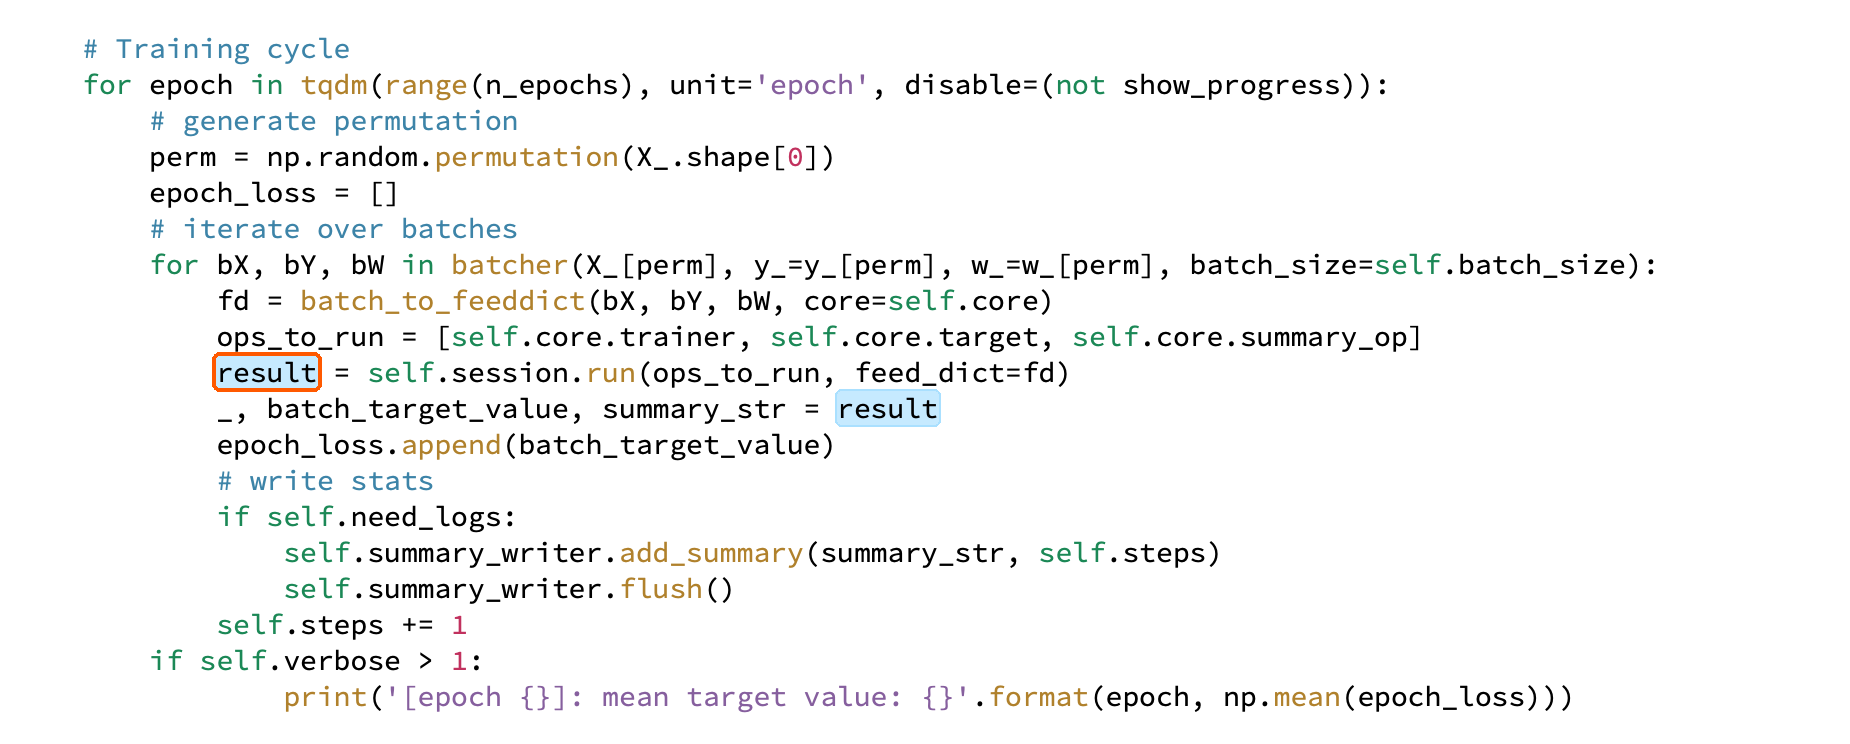 # Training cycle
for epoch in tqdm(range(n_epochs), unit='epoch', disable=(not show_progress)):
    # generate permutation
    perm = np.random.permutation(X_.shape[0])
    epoch_loss = []
    # iterate over batches
    for bX, bY, bW in batcher(X_[perm], y_=y_[perm], w_=w_[perm], batch_size=self.batch_size):
        fd = batch_to_feeddict(bX, bY, bW, core=self.core)
        ops_to_run = [self.core.trainer, self.core.target, self.core.summary_op]
        result = self.session.run(ops_to_run, feed_dict=fd)
        _, batch_target_value, summary_str = result
        epoch_loss.append(batch_target_value)
        # write stats
        if self.need_logs:
            self.summary_writer.add_summary(summary_str, self.steps)
            self.summary_writer.flush()
        self.steps += 1
    if self.verbose > 1:
            print('[epoch {}]: mean target value: {}'.format(epoch, np.mean(epoch_loss)))